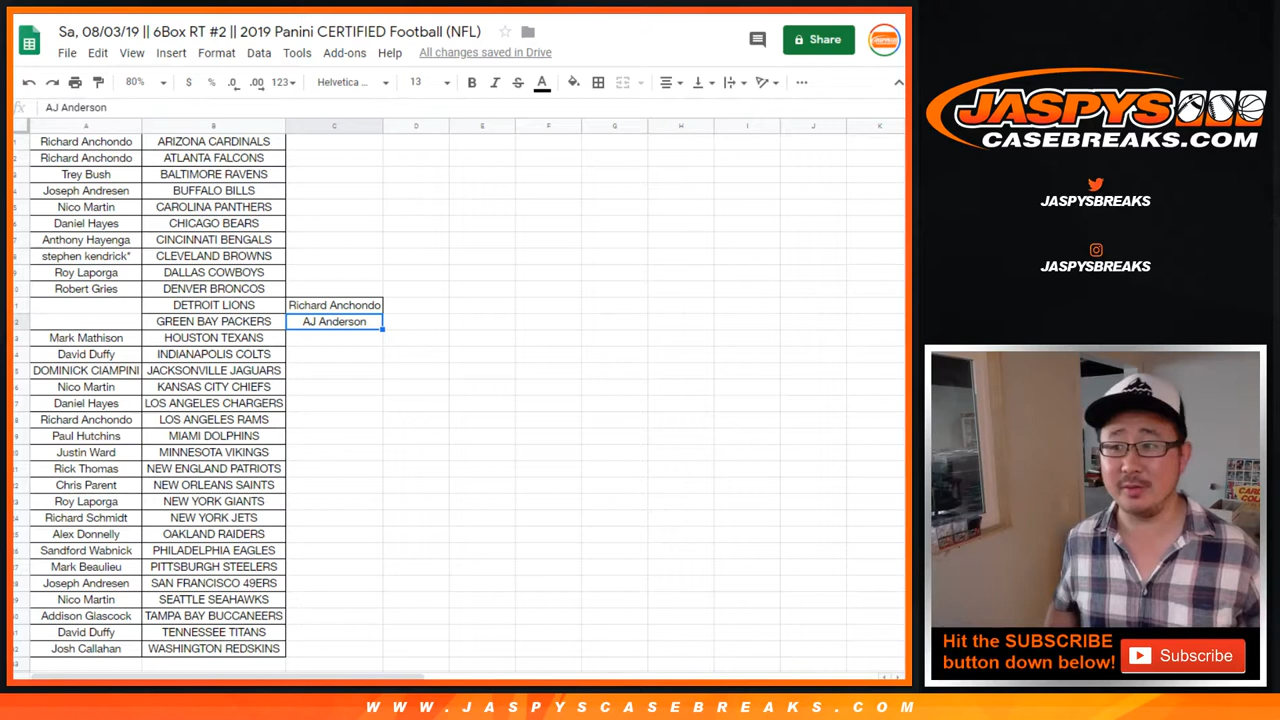 Sa, 08/03/19 || 6Box RT #2 || 2019 Panini CERTIFIED Football (NFL)
File Edit View Insert Format Data Tools Add-ons Help All changes saved in Drive
Share
80% $ % .0 .00 123 Helvetica ... 13 B I S A
fx AJ Anderson
A B C D E F G H I J K
Richard Anchondo ARIZONA CARDINALS
Richard Anchondo ATLANTA FALCONS
Trey Bush BALTIMORE RAVENS
Joseph Andresen BUFFALO BILLS
Nico Martin CAROLINA PANTHERS
Daniel Hayes CHICAGO BEARS
Anthony Hayenga CINCINNATI BENGALS
stephen kendrick* CLEVELAND BROWNS
Roy Laporga DALLAS COWBOYS
Robert Gries DENVER BRONCOS
DETROIT LIONS Richard Anchondo
GREEN BAY PACKERS AJ Anderson
Mark Mathison HOUSTON TEXANS
David Duffy INDIANAPOLIS COLTS
DOMINICK CIAMPINI JACKSONVILLE JAGUARS
Nico Martin KANSAS CITY CHIEFS
Daniel Hayes LOS ANGELES CHARGERS
Richard Anchondo LOS ANGELES RAMS
Paul Hutchins MIAMI DOLPHINS
Justin Ward MINNESOTA VIKINGS
Rick Thomas NEW ENGLAND PATRIOTS
Chris Parent NEW ORLEANS SAINTS
Roy Laporga NEW YORK GIANTS
Richard Schmidt NEW YORK JETS
Alex Donnelly OAKLAND RAIDERS
Sandford Wabnick PHILADELPHIA EAGLES
Mark Beaulieu PITTSBURGH STEELERS
Joseph Andresen SAN FRANCISCO 49ERS
Nico Martin SEATTLE SEAHAWKS
Addison Glascock TAMPA BAY BUCCANEERS
David Duffy TENNESSEE TITANS
Josh Callahan WASHINGTON REDSKINS
JASPYS
CASEBREAKS.COM
JASPYSBREAKS
JASPYSBREAKS
Hit the SUBSCRIBE
button down below!
Subscribe
WWW.JASPYSCASEBREAKS.COM